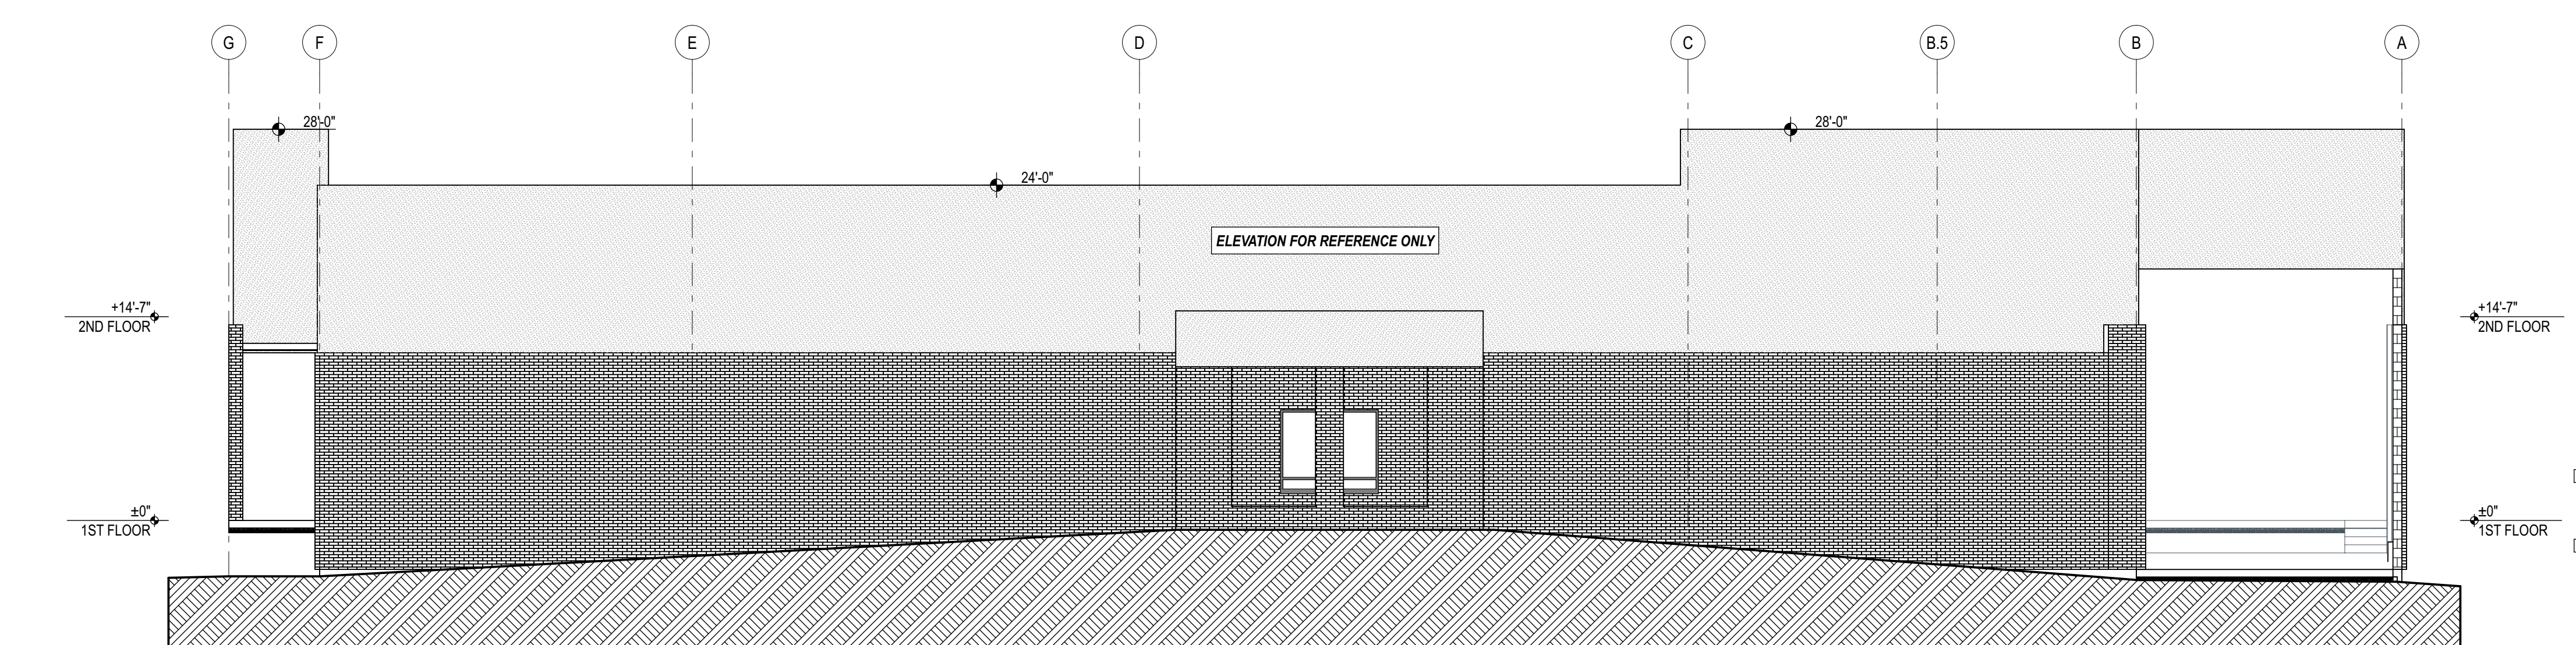 G
F
E
D
C
B.5
B
A
28'-0"
28'-0"
24'-0"
ELEVATION FOR REFERENCE ONLY
+14'-7"
2ND FLOOR
+14'-7"
2ND FLOOR
±0"
1ST FLOOR
±0"
1ST FLOOR